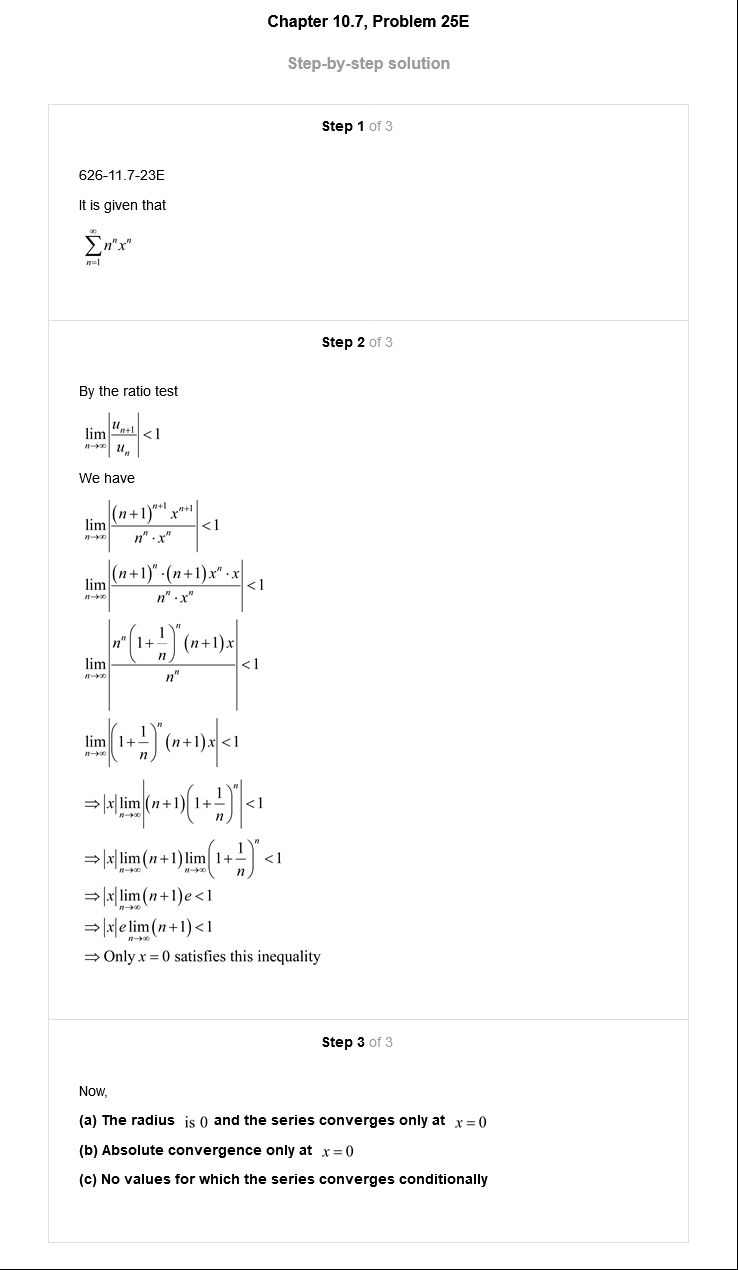 Chapter 10.7, Problem 25E
Step-by-step solution
Step 1 of 3
626-11.7-23E
It is given that
$\sum_{n=1}^{\infty} n^n x^n$
Step 2 of 3
By the ratio test
$\lim_{n\to\infty} \left| \frac{u_{n+1}}{u_n} \right| < 1$
We have
$\lim_{n\to\infty} \left| \frac{(n+1)^{n+1} x^{n+1}}{n^n \cdot x^n} \right| < 1$
$\lim_{n\to\infty} \left| \frac{(n+1)^n \cdot (n+1) x^n \cdot x}{n^n \cdot x^n} \right| < 1$
$\lim_{n\to\infty} \left| \frac{n^n \left(1+\frac{1}{n}\right)^n (n+1) x}{n^n} \right| < 1$
$\lim_{n\to\infty} \left| \left(1+\frac{1}{n}\right)^n (n+1) x \right| < 1$
$\Rightarrow |x| \lim_{n\to\infty} \left| (n+1) \left(1+\frac{1}{n}\right)^n \right| < 1$
$\Rightarrow |x| \lim_{n\to\infty} (n+1) \lim_{n\to\infty} \left(1+\frac{1}{n}\right)^n < 1$
$\Rightarrow |x| \lim_{n\to\infty} (n+1) e < 1$
$\Rightarrow |x| e \lim_{n\to\infty} (n+1) < 1$
⇒ Only x = 0 satisfies this inequality
Step 3 of 3
Now,
(a) The radius is 0 and the series converges only at x = 0
(b) Absolute convergence only at x = 0
(c) No values for which the series converges conditionally